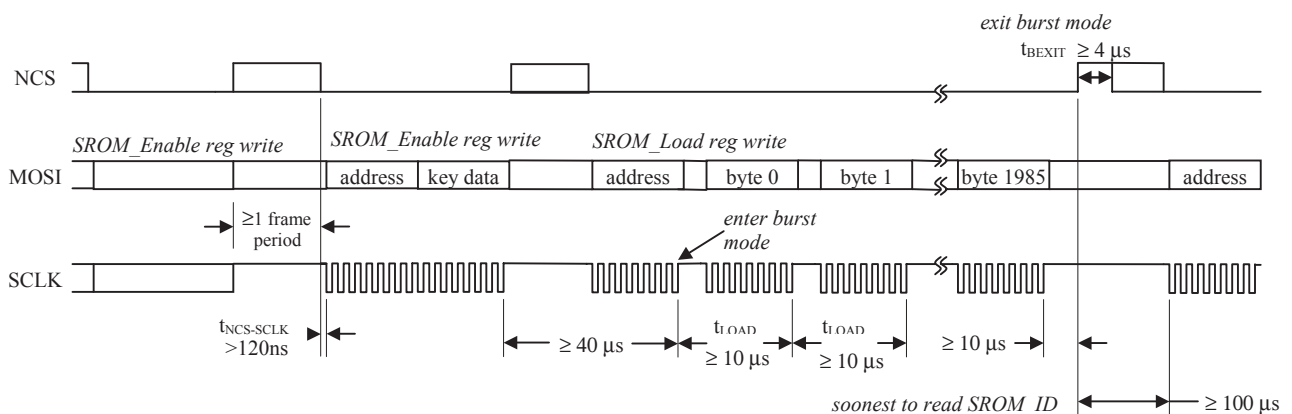 exit burst mode
tBEXIT ≥ 4 µs
NCS
SROM_Enable reg write
SROM_Enable reg write
SROM_Load reg write
MOSI
address
key data
address
byte 0
byte 1
byte 1985
address
≥1 frame
period
enter burst
mode
SCLK
tNCS-SCLK
>120ns
≥ 40 µs
tLOAD
≥ 10 µs
tLOAD
≥ 10 µs
≥ 10 µs
soonest to read SROM_ID
≥ 100 µs